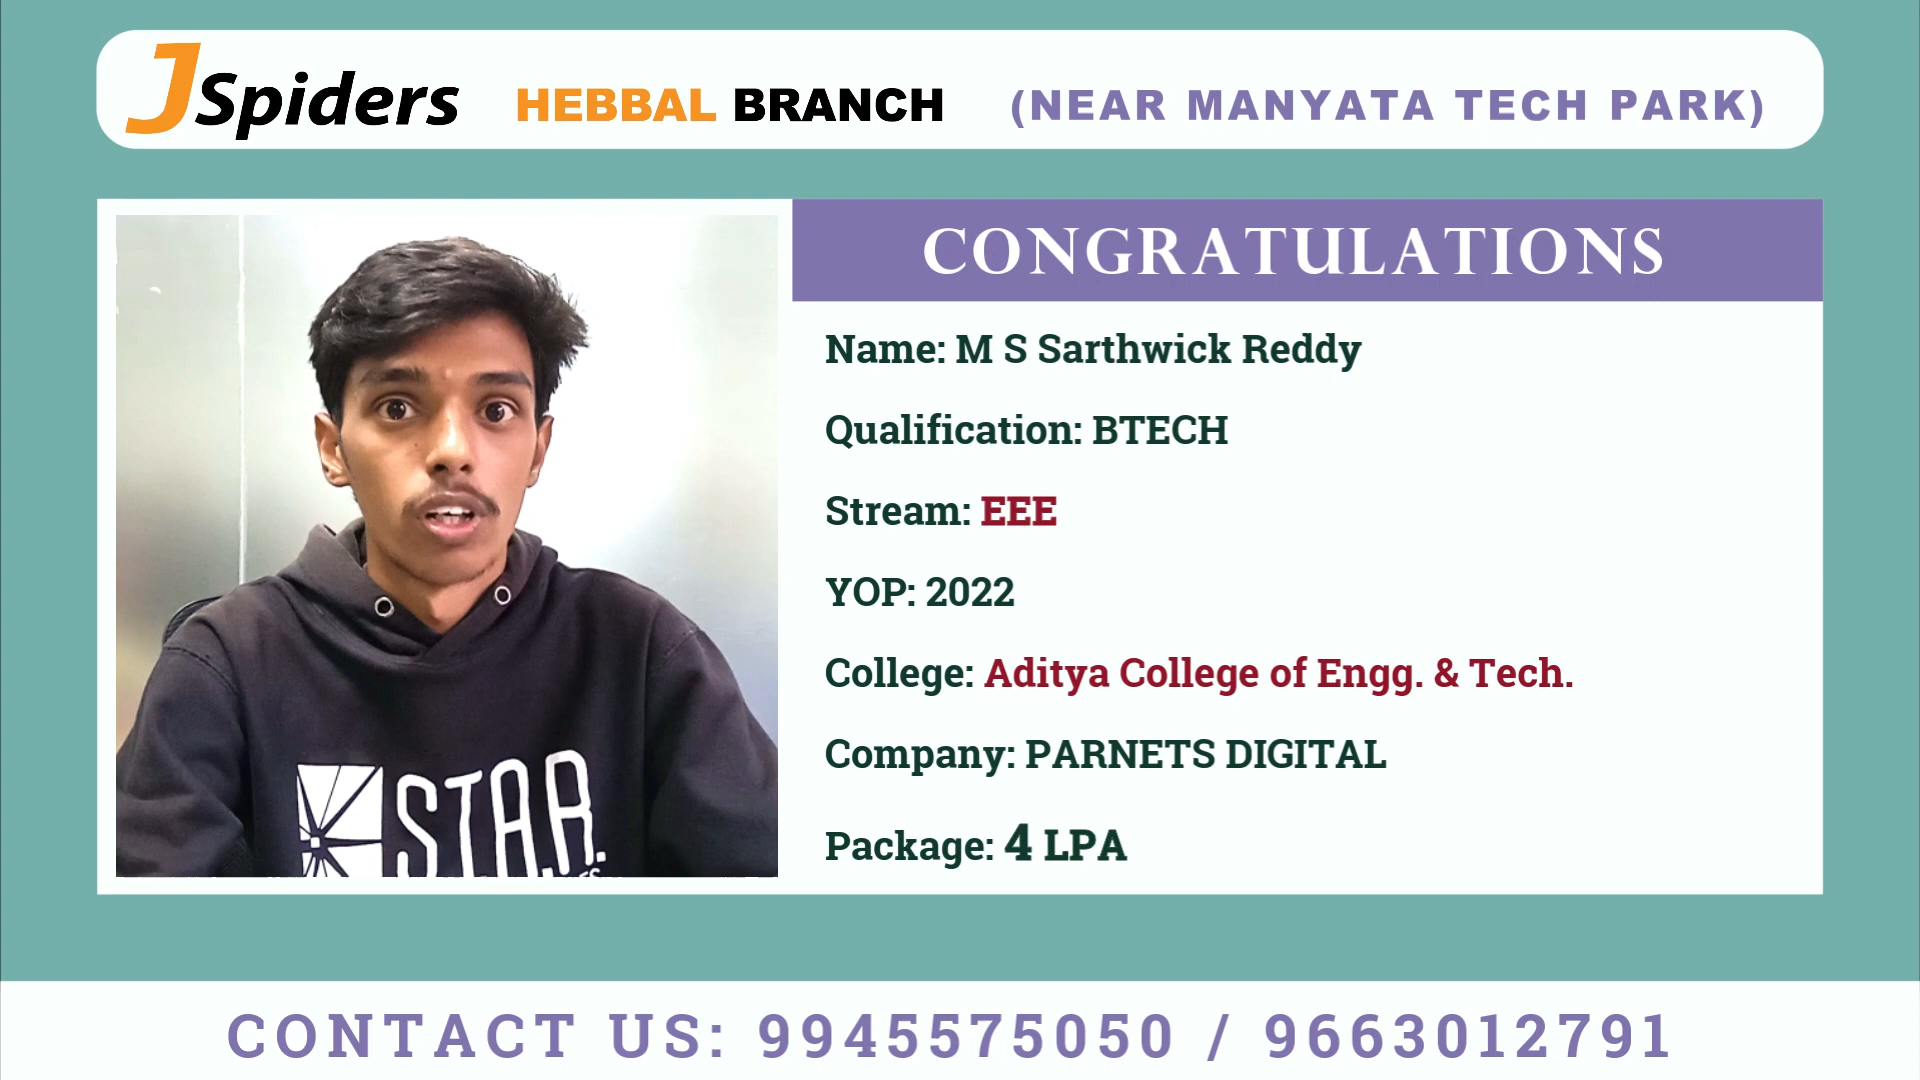 JSpiders HEBBAL BRANCH (NEAR MANYATA TECH PARK)
CONGRATULATIONS
Name: M S Sarthwick Reddy
Qualification: BTECH
Stream: EEE
YOP: 2022
College: Aditya College of Engg. & Tech.
Company: PARNETS DIGITAL
Package: 4 LPA
STAR
CONTACT US: 9945575050 / 9663012791